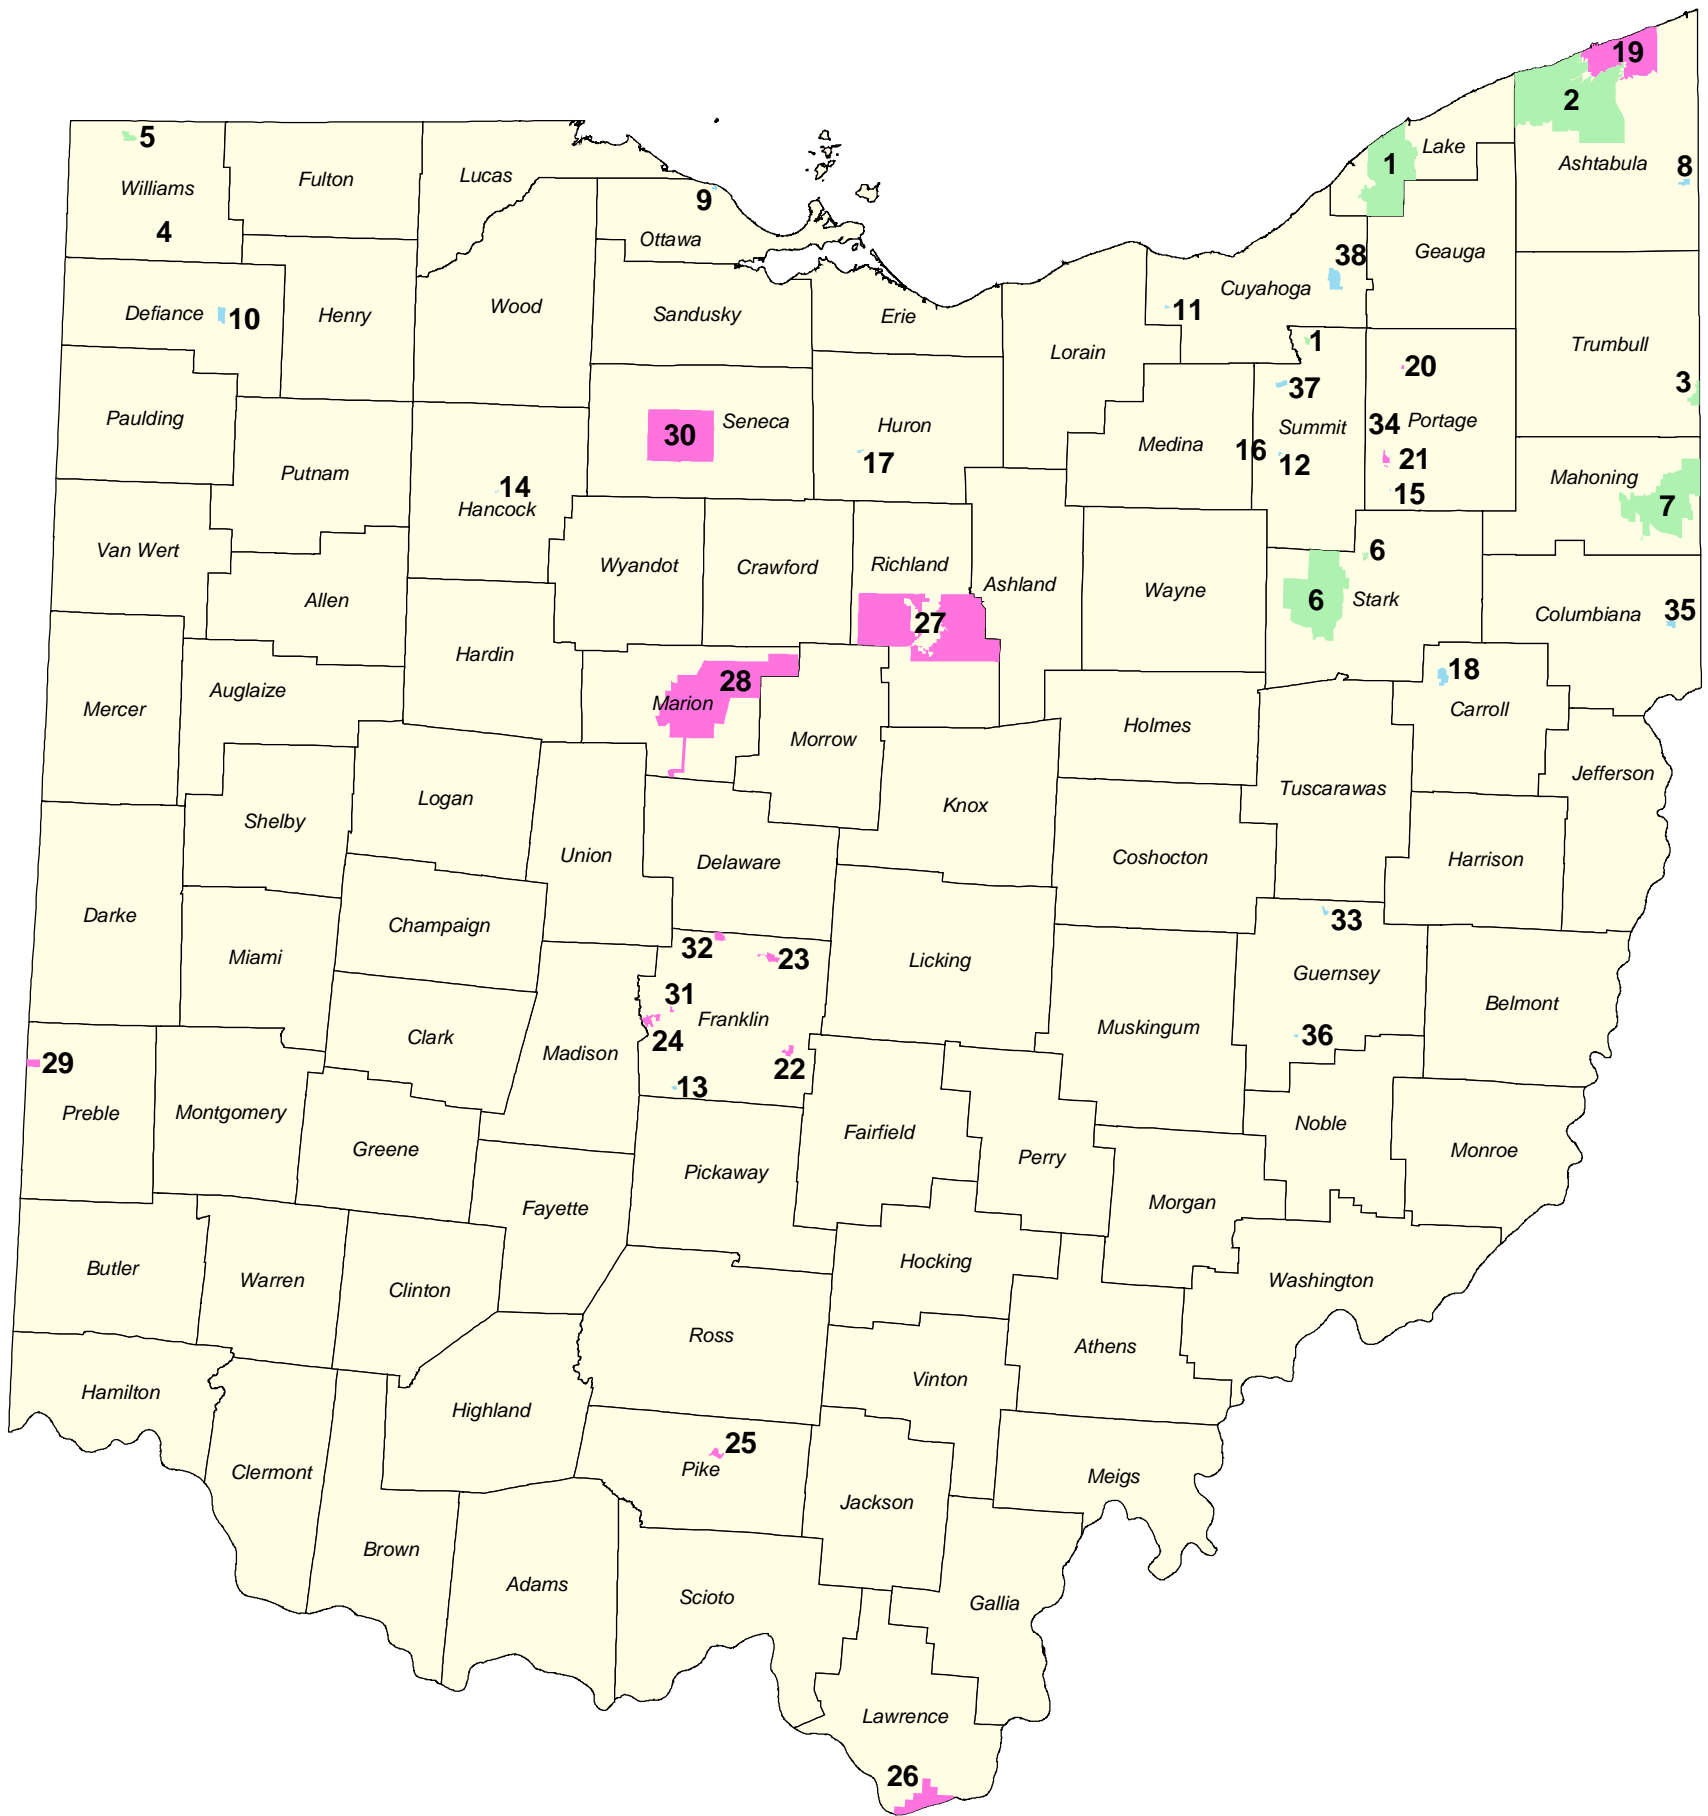 19
2
Lake
1
Ashtabula
8
5
Williams
Fulton
Lucas
9
4
Ottawa
38
Geauga
Cuyahoga
Defiance
10
Henry
Wood
Sandusky
Erie
11
Lorain
1
Trumbull
20
3
37
Paulding
30
Seneca
Huron
Medina
16
Summit
34
Portage
17
12
21
Putnam
14
15
Mahoning
7
Hancock
Van Wert
Wyandot
Crawford
Richland
6
Ashland
Wayne
Allen
6
Stark
Columbiana
35
27
Hardin
28
18
Auglaize
Marion
Mercer
Carroll
Holmes
Morrow
Jefferson
Logan
Knox
Tuscarawas
Shelby
Union
Delaware
Coshocton
Harrison
Darke
Champaign
33
32
23
Miami
Licking
Guernsey
31
Franklin
Belmont
Clark
24
Madison
Muskingum
36
29
22
13
Preble
Montgomery
Noble
Greene
Fairfield
Perry
Monroe
Pickaway
Fayette
Morgan
Butler
Hocking
Warren
Clinton
Washington
Ross
Athens
Hamilton
Vinton
Highland
25
Clermont
Pike
Meigs
Jackson
Brown
Adams
Scioto
Gallia
Lawrence
26